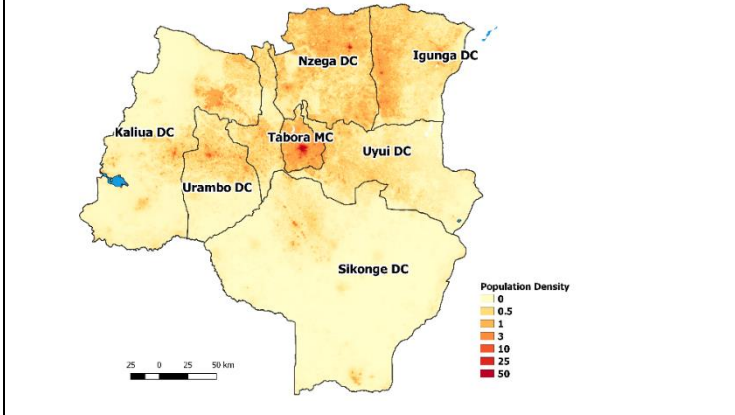 Nzega DC
Igunga DC
Kaliua DC
Tabora MC
Uyui DC
Urambo DC
Sikonge DC
Population Density
0
0.5
1
3
10
25
50
25 0 25 50 km